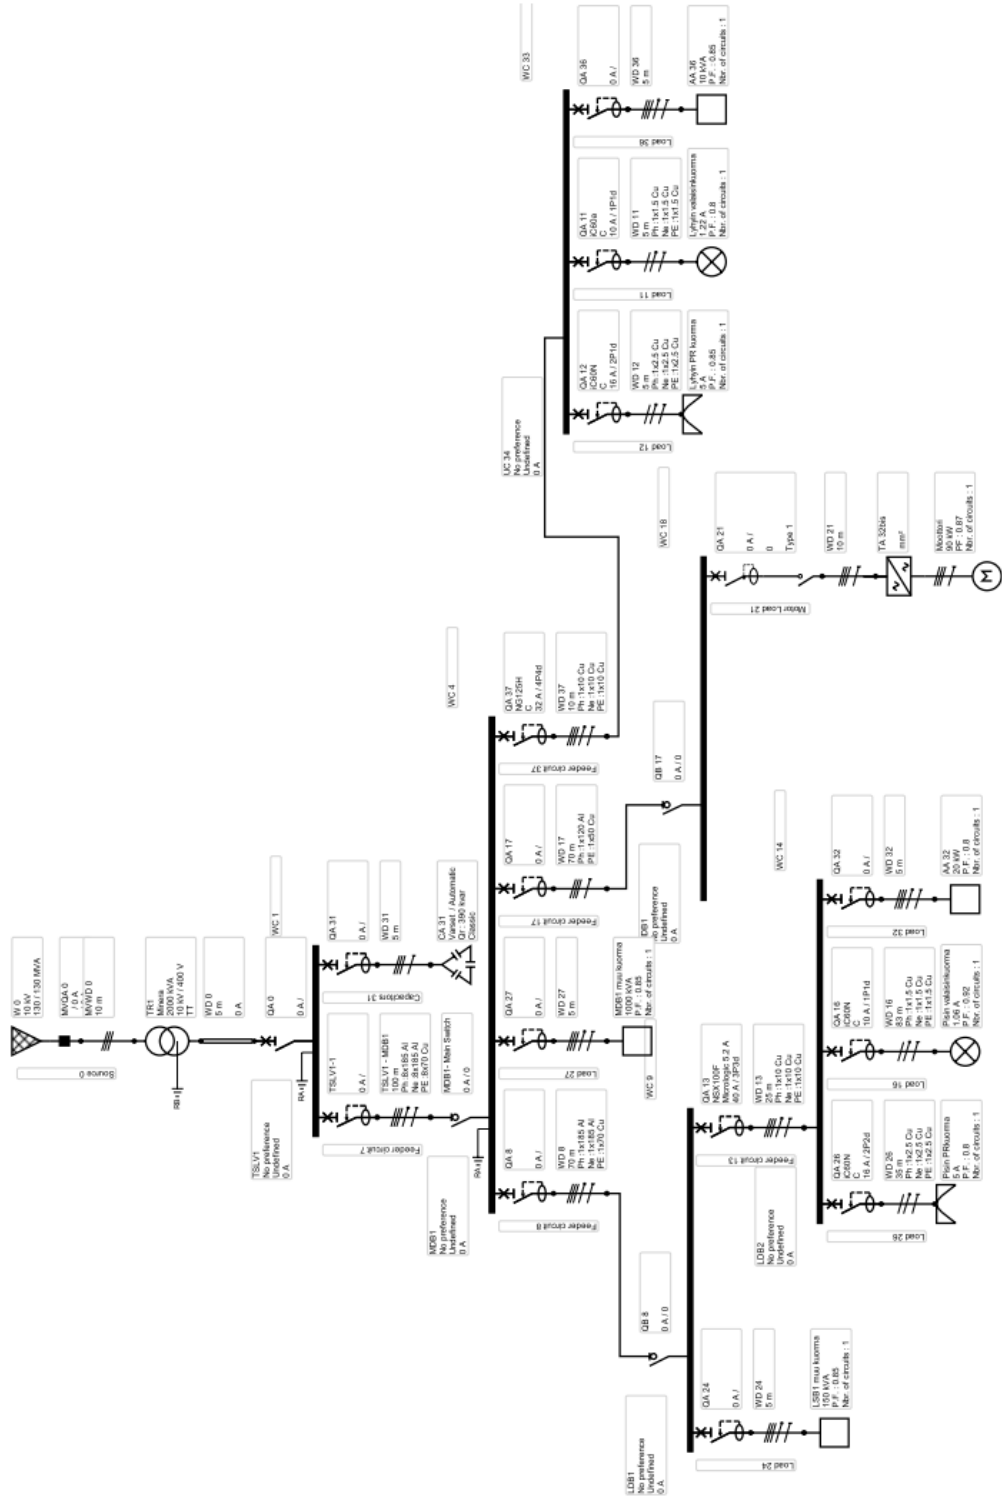 W 0
10 kV
130 / 130 MVA
MVQA 0
/ 0 A
MVWD 0
10 m
Source 0
TR1
Minera
2000 kVA
10 kV / 400 V
TT
RB
WD 0
5 m
0 A
QA 0
0 A /
WC 1
TSLV1
No preference
Undefined
0 A
RA
TSLV1-1
0 A /
TSLV1 - MDB1
100 m
Ph :8x185 Al
Ne :8x185 Al
PE :8x70 Cu
MDB1- Main Switch
0 A / 0
Feeder circuit 7
QA 31
0 A /
WD 31
5 m
CA 31
Varset / Automatic
Qr: 390 kvar
Classic
Capacitors 31
WC 4
MDB1
No preference
Undefined
0 A
RA
QA 8
0 A /
WD 8
70 m
Ph :1x185 Al
Ne :1x185 Al
PE :1x70 Cu
Feeder circuit 8
QA 27
0 A /
WD 27
5 m
MDB1 muu kuorma
1000 kVA
P.F. : 0.85
Nbr. of circuits : 1
Load 27
QA 17
0 A /
WD 17
70 m
Ph :1x120 Al
PE :1x50 Cu
Feeder circuit 17
QA 37
NG125H
C
32 A / 4P4d
WD 37
10 m
Ph :1x10 Cu
Ne :1x10 Cu
PE :1x10 Cu
Feeder circuit 37
WC 33
UC 34
No preference
Undefined
0 A
QA 12
iC60N
C
16 A / 2P1d
WD 12
5 m
Ph :1x2.5 Cu
Ne :1x2.5 Cu
PE :1x2.5 Cu
Lyhyin PR kuorma
5 A
P.F. : 0.85
Nbr. of circuits : 1
Load 12
QA 11
iC60a
C
10 A / 1P1d
WD 11
5 m
Ph :1x1.5 Cu
Ne :1x1.5 Cu
PE :1x1.5 Cu
Lyhyin valaisinkuorma
1.22 A
P.F. : 0.8
Nbr. of circuits : 1
Load 11
QA 36
0 A /
WD 36
5 m
AA 36
10 kVA
P.F. : 0.85
Nbr. of circuits : 1
Load 36
WC 18
QB 17
0 A / 0
DB1
No preference
Undefined
0 A
QA 21
0 A /
0
Type 1
WD 21
10 m
TA 32bis
mm²
Moottori
90 kW
PF : 0.87
Nbr. of circuits : 1
M
Motor Load 21
WC 9
QB 8
0 A / 0
LDB1
No preference
Undefined
0 A
QA 24
0 A /
WD 24
5 m
LSB1 muu kuorma
150 kVA
P.F. : 0.85
Nbr. of circuits : 1
Load 24
QA 13
NSX100F
Micrologic 5.2 A
40 A / 3P3d
WD 13
25 m
Ph :1x10 Cu
Ne :1x10 Cu
PE :1x10 Cu
Feeder circuit 13
WC 14
LDB2
No preference
Undefined
0 A
QA 26
iC60N
C
16 A / 2P2d
WD 26
35 m
Ph :1x2.5 Cu
Ne :1x2.5 Cu
PE :1x2.5 Cu
Pisin PRkuorma
5 A
P.F. : 0.8
Nbr. of circuits : 1
Load 26
QA 16
iC60N
C
10 A / 1P1d
WD 16
83 m
Ph :1x1.5 Cu
Ne :1x1.5 Cu
PE :1x1.5 Cu
Pisin valaisinkuorma
1.06 A
P.F. : 0.92
Nbr. of circuits : 1
Load 16
QA 32
0 A /
WD 32
5 m
AA 32
20 kW
P.F. : 0.8
Nbr. of circuits : 1
Load 32